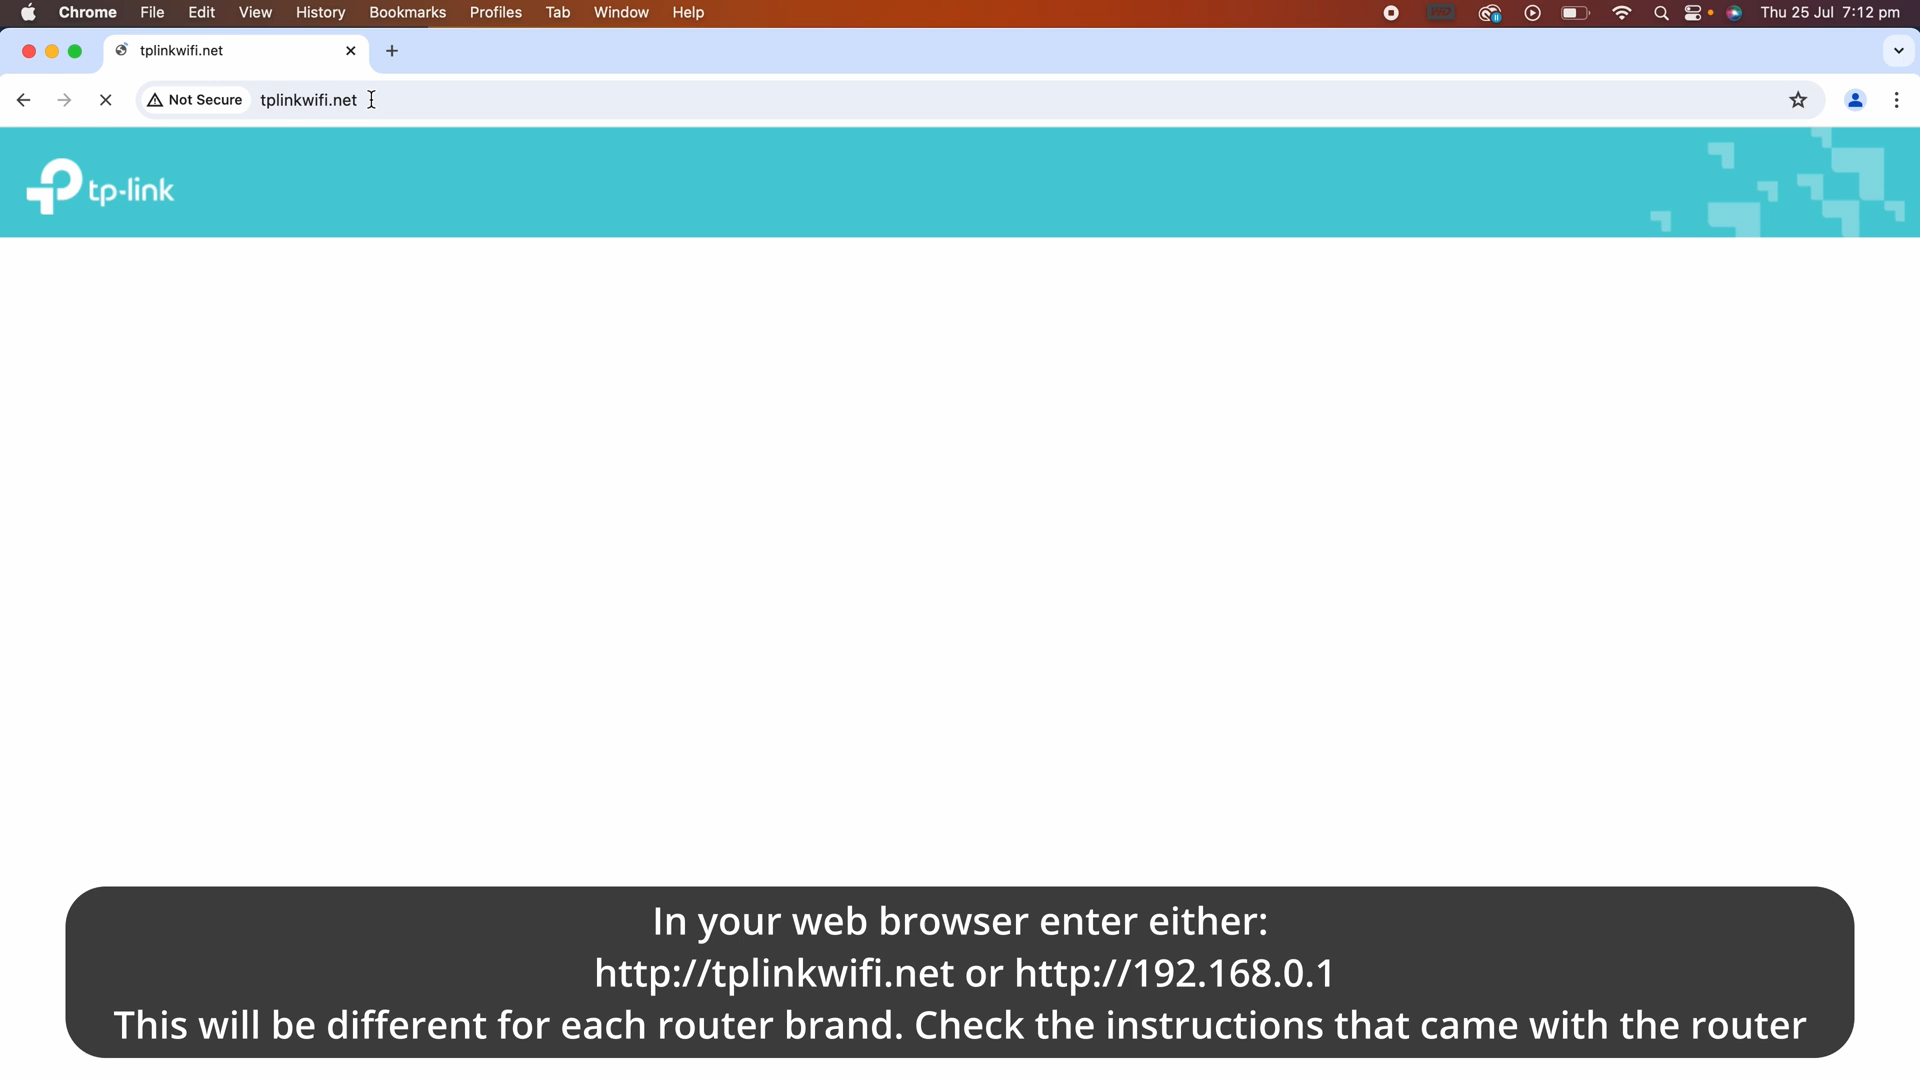 Chrome File Edit View History Bookmarks Profiles Tab Window Help Thu 25 Jul 7:12 pm
tplinkwifi.net
Not Secure tplinkwifi.net
tp-link
In your web browser enter either:
http://tplinkwifi.net or http://192.168.0.1
This will be different for each router brand. Check the instructions that came with the router